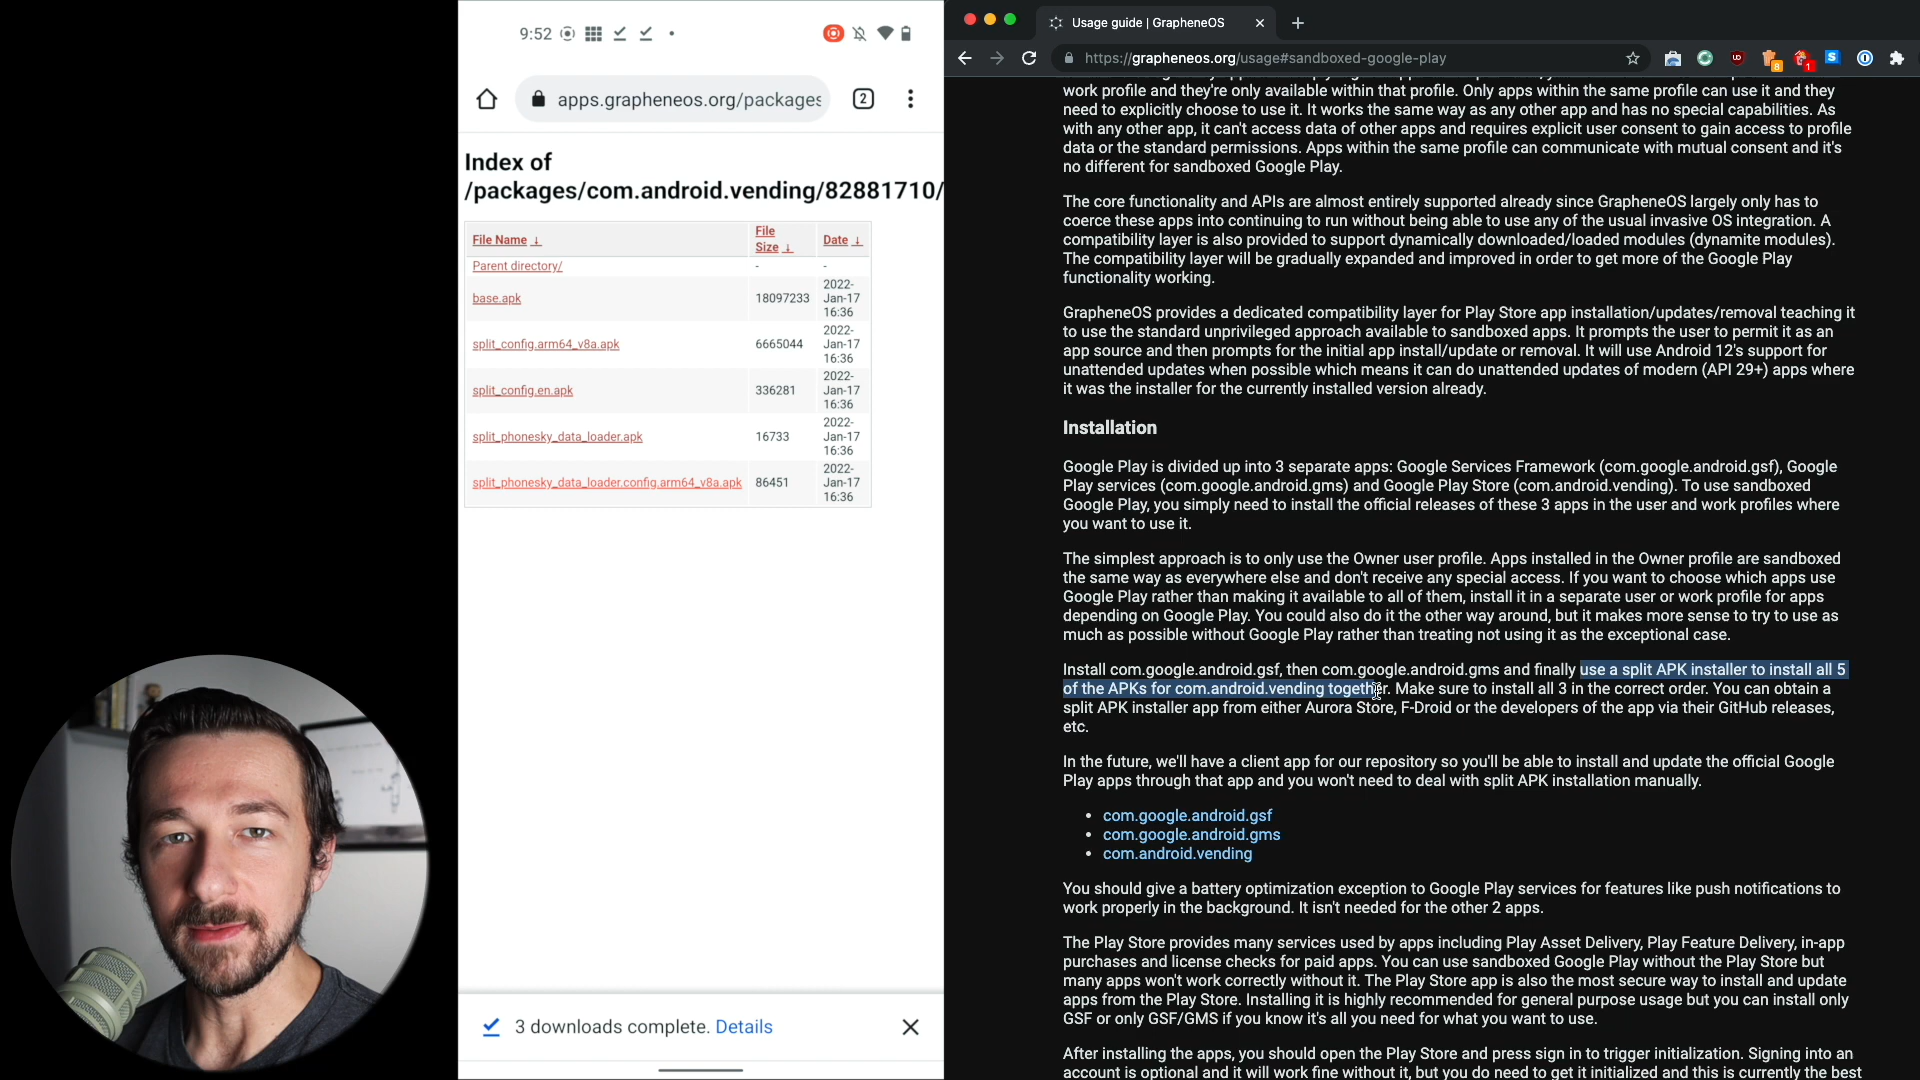 9:52
apps.grapheneos.org/packages
2
Index of
/packages/com.android.vending/82881710/
File Name ↓
File
Size ↓
Date ↓
Parent directory/
-
-
base.apk
18097233
2022-
Jan-17
16:36
split_config.arm64_v8a.apk
6665044
2022-
Jan-17
16:36
split_config.en.apk
336281
2022-
Jan-17
16:36
split_phonesky_data_loader.apk
16733
2022-
Jan-17
16:36
split_phonesky_data_loader.config.arm64_v8a.apk
86451
2022-
Jan-17
16:36
3 downloads complete. Details
Usage guide | GrapheneOS
https://grapheneos.org/usage#sandboxed-google-play
8
1
S
work profile and they're only available within that profile. Only apps within the same profile can use it and they
need to explicitly choose to use it. It works the same way as any other app and has no special capabilities. As
with any other app, it can't access data of other apps and requires explicit user consent to gain access to profile
data or the standard permissions. Apps within the same profile can communicate with mutual consent and it's
no different for sandboxed Google Play.
The core functionality and APIs are almost entirely supported already since GrapheneOS largely only has to
coerce these apps into continuing to run without being able to use any of the usual invasive OS integration. A
compatibility layer is also provided to support dynamically downloaded/loaded modules (dynamite modules).
The compatibility layer will be gradually expanded and improved in order to get more of the Google Play
functionality working.
GrapheneOS provides a dedicated compatibility layer for Play Store app installation/updates/removal teaching it
to use the standard unprivileged approach available to sandboxed apps. It prompts the user to permit it as an
app source and then prompts for the initial app install/update or removal. It will use Android 12's support for
unattended updates when possible which means it can do unattended updates of modern (API 29+) apps where
it was the installer for the currently installed version already.
Installation
Google Play is divided up into 3 separate apps: Google Services Framework (com.google.android.gsf), Google
Play services (com.google.android.gms) and Google Play Store (com.android.vending). To use sandboxed
Google Play, you simply need to install the official releases of these 3 apps in the user and work profiles where
you want to use it.
The simplest approach is to only use the Owner user profile. Apps installed in the Owner profile are sandboxed
the same way as everywhere else and don't receive any special access. If you want to choose which apps use
Google Play rather than making it available to all of them, install it in a separate user or work profile for apps
depending on Google Play. You could also do it the other way around, but it makes more sense to try to use as
much as possible without Google Play rather than treating not using it as the exceptional case.
Install com.google.android.gsf, then com.google.android.gms and finally use a split APK installer to install all 5
of the APKs for com.android.vending together. Make sure to install all 3 in the correct order. You can obtain a
split APK installer app from either Aurora Store, F-Droid or the developers of the app via their GitHub releases,
etc.
In the future, we'll have a client app for our repository so you'll be able to install and update the official Google
Play apps through that app and you won't need to deal with split APK installation manually.
• com.google.android.gsf
• com.google.android.gms
• com.android.vending
You should give a battery optimization exception to Google Play services for features like push notifications to
work properly in the background. It isn't needed for the other 2 apps.
The Play Store provides many services used by apps including Play Asset Delivery, Play Feature Delivery, in-app
purchases and license checks for paid apps. You can use sandboxed Google Play without the Play Store but
many apps won't work correctly without it. The Play Store app is also the most secure way to install and update
apps from the Play Store. Installing it is highly recommended for general purpose usage but you can install only
GSF or only GSF/GMS if you know it's all you need for what you want to use.
After installing the apps, you should open the Play Store and press sign in to trigger initialization. Signing into an
account is optional and it will work fine without it, but you do need to get it initialized and this is currently the best